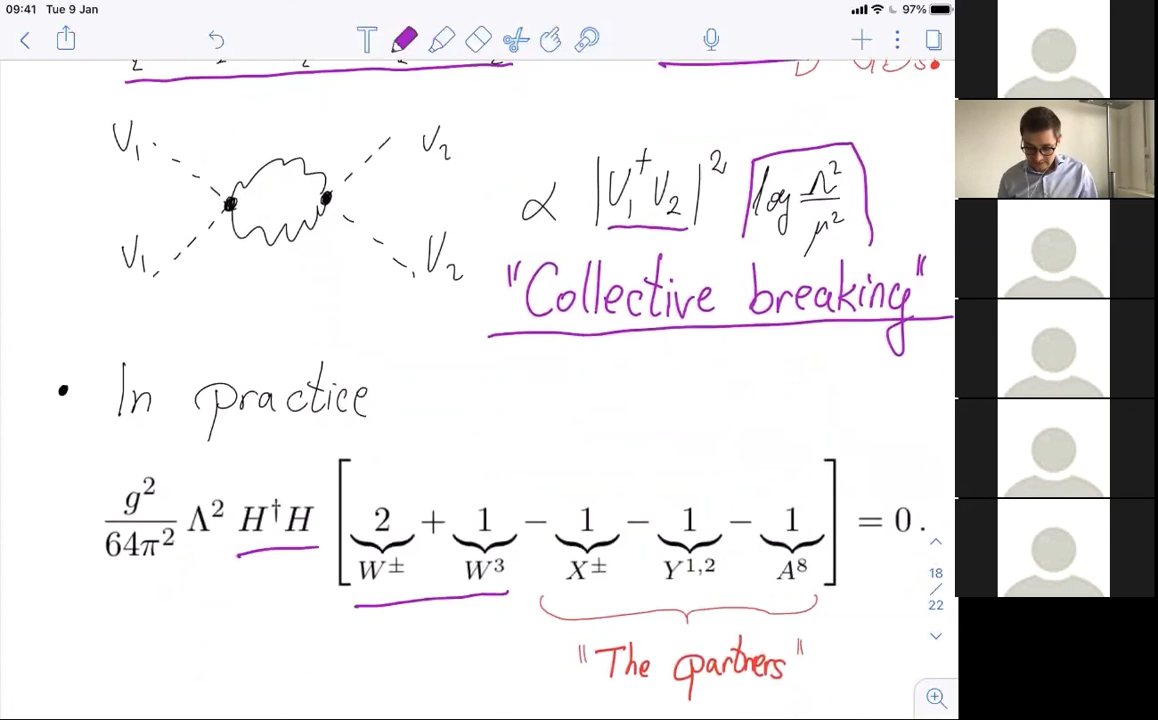 09:41 Tue 9 Jan
97%
V₁ V₂
∝ |V₁†V₂|² log Λ²/μ²
V₁ V₂
"Collective breaking"
• In practice
g²/64π² Λ² H†H [2 + 1 − 1 − 1 − 1] = 0 .
W± W³ X± Y¹,² A⁸
18
/
22
"The partners"